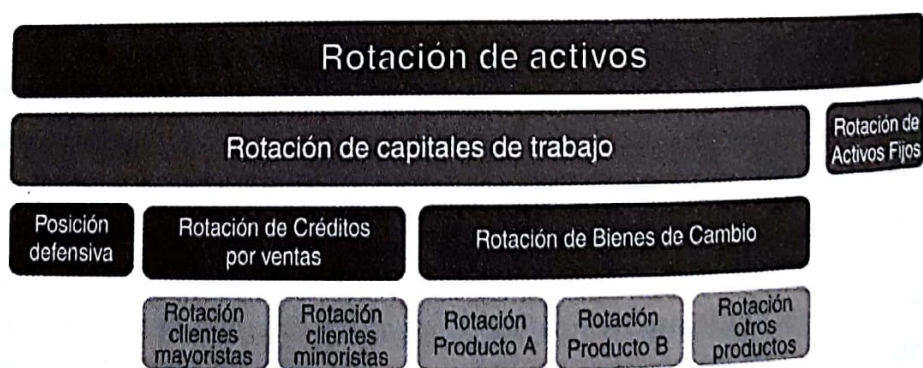 Rotación de activos
Rotación de capitales de trabajo
Rotación de
Activos Fijos
Posición
defensiva
Rotación de Créditos
por ventas
Rotación de Bienes de Cambio
Rotación
clientes
mayoristas
Rotación
clientes
minoristas
Rotación
Producto A
Rotación
Producto B
Rotación
otros
productos